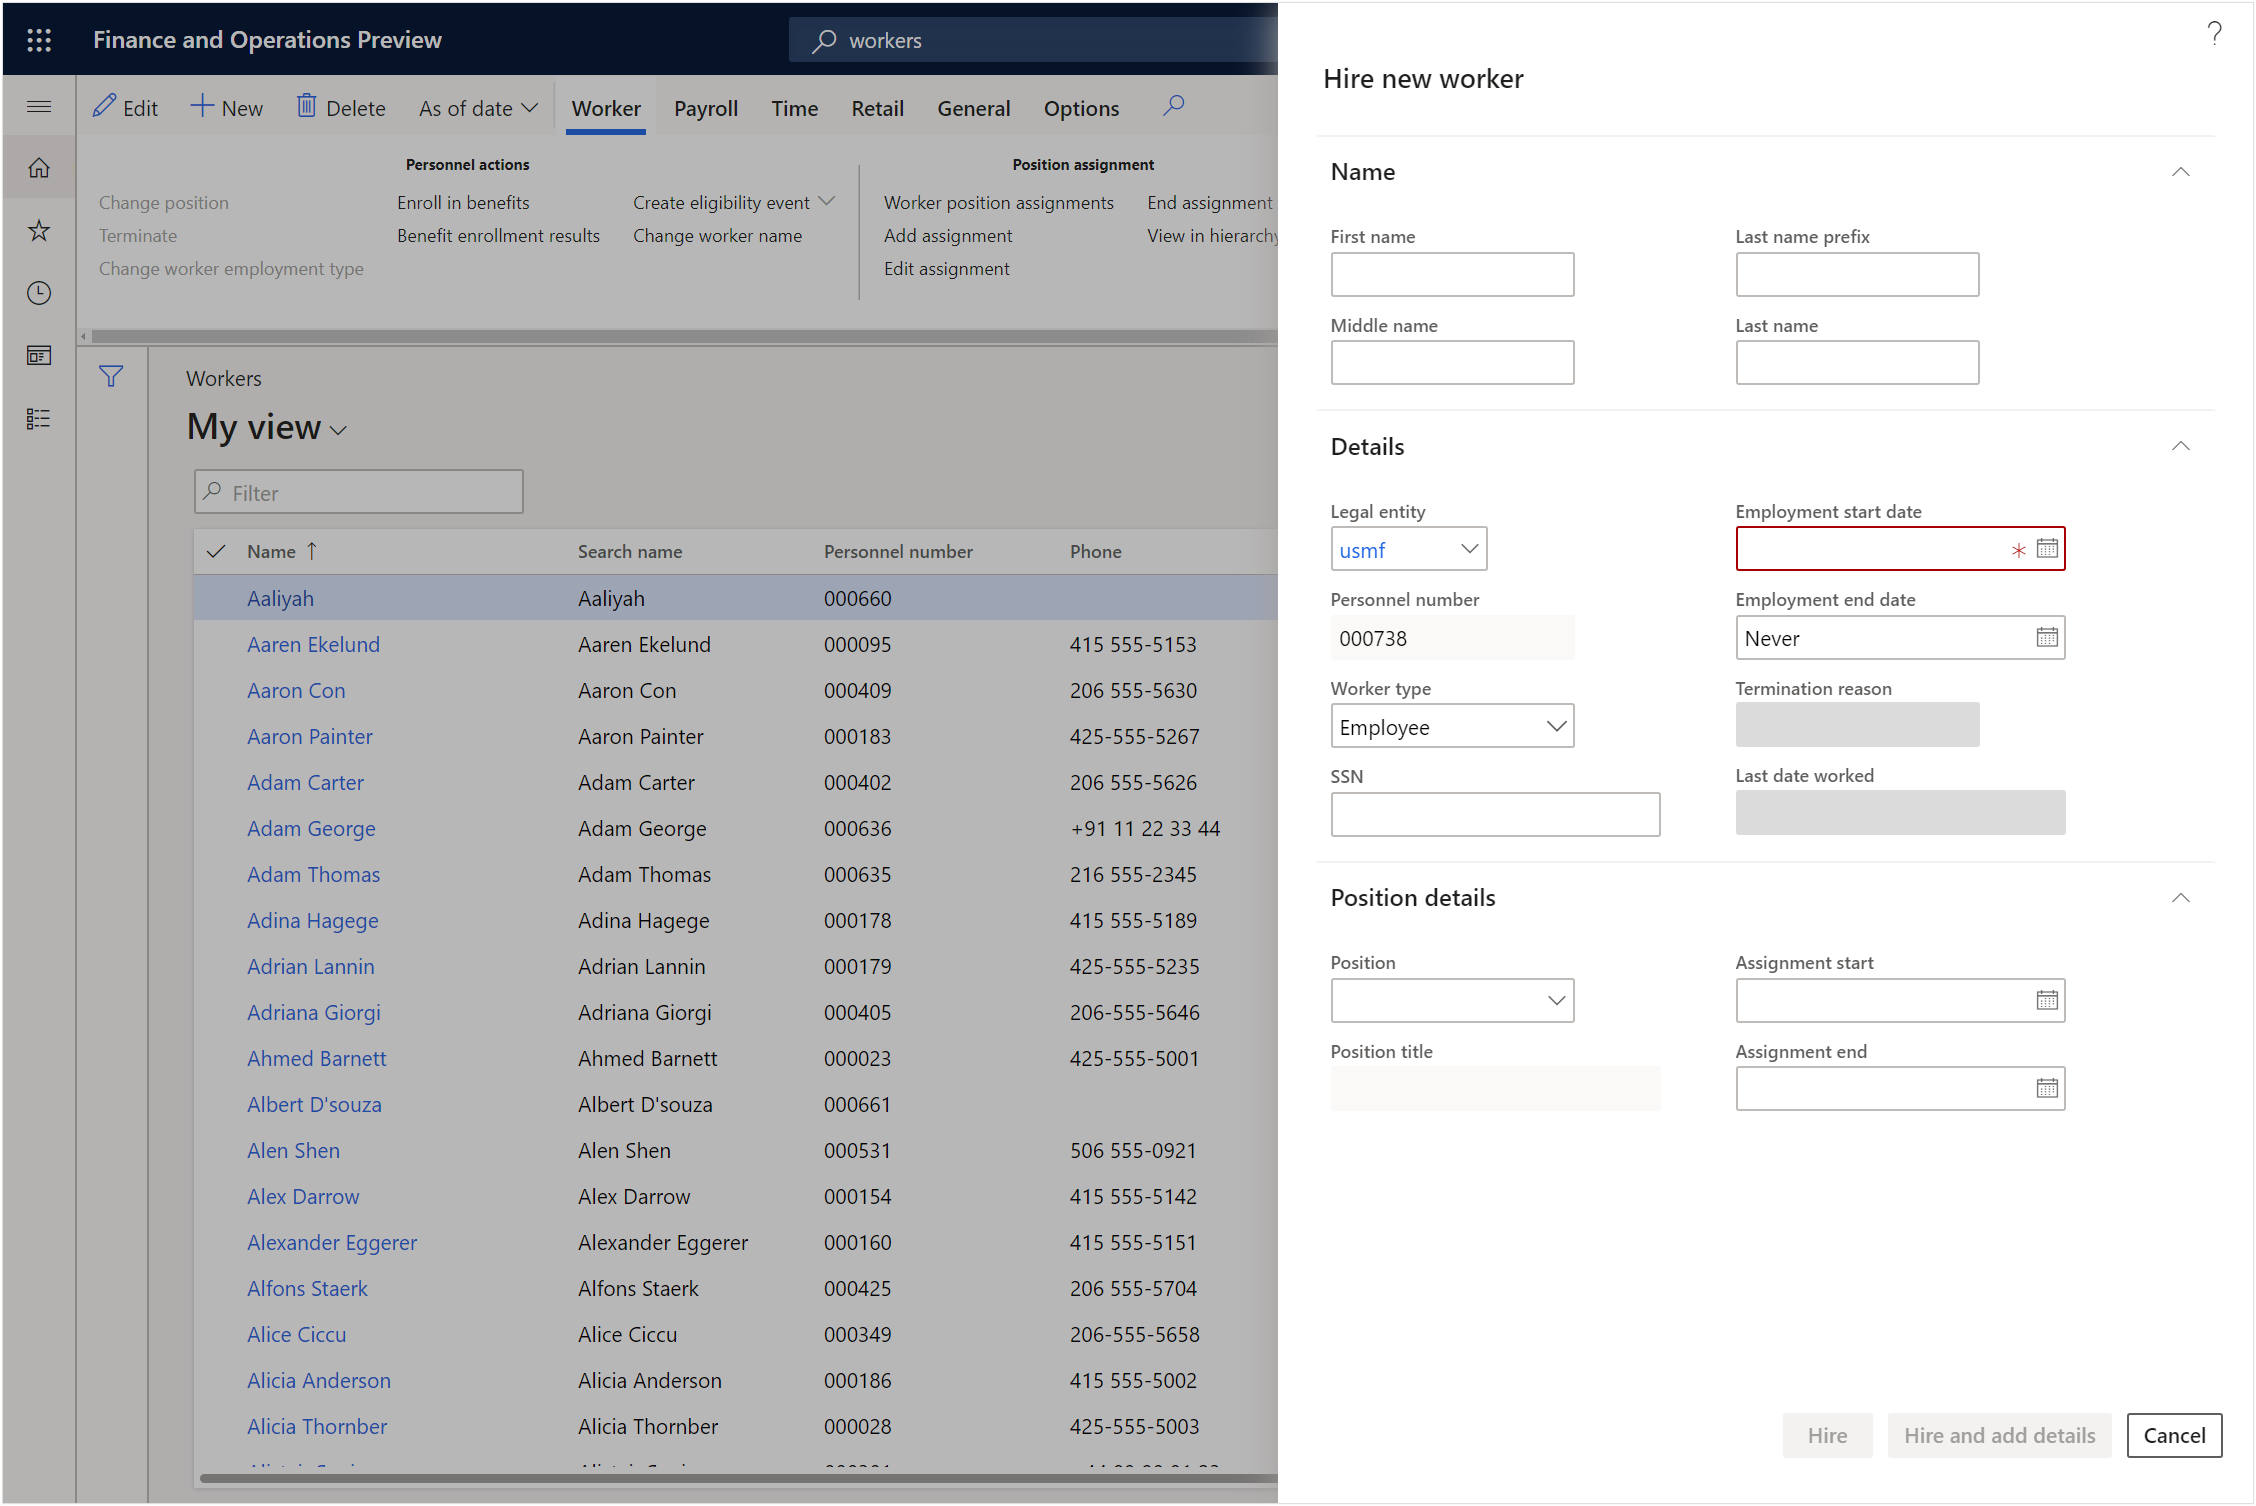 Finance and Operations Preview
workers
?
Edit
New
Delete
As of date
Worker
Payroll
Time
Retail
General
Options
Personnel actions
Change position
Enroll in benefits
Create eligibility event
Terminate
Benefit enrollment results
Change worker name
Change worker employment type
Position assignment
Worker position assignments
End assignment
Add assignment
View in hierarchy
Edit assignment
Workers
My view
Filter
Name ↑ Search name Personnel number Phone
Aaliyah Aaliyah 000660
Aaren Ekelund Aaren Ekelund 000095 415 555-5153
Aaron Con Aaron Con 000409 206 555-5630
Aaron Painter Aaron Painter 000183 425-555-5267
Adam Carter Adam Carter 000402 206 555-5626
Adam George Adam George 000636 +91 11 22 33 44
Adam Thomas Adam Thomas 000635 216 555-2345
Adina Hagege Adina Hagege 000178 415 555-5189
Adrian Lannin Adrian Lannin 000179 425-555-5235
Adriana Giorgi Adriana Giorgi 000405 206-555-5646
Ahmed Barnett Ahmed Barnett 000023 425-555-5001
Albert D'souza Albert D'souza 000661
Alen Shen Alen Shen 000531 506 555-0921
Alex Darrow Alex Darrow 000154 415 555-5142
Alexander Eggerer Alexander Eggerer 000160 415 555-5151
Alfons Staerk Alfons Staerk 000425 206 555-5704
Alice Ciccu Alice Ciccu 000349 206-555-5658
Alicia Anderson Alicia Anderson 000186 415 555-5002
Alicia Thornber Alicia Thornber 000028 425-555-5003
Hire new worker
Name
First name
Last name prefix
Middle name
Last name
Details
Legal entity
usmf
Employment start date
*
Personnel number
000738
Employment end date
Never
Worker type
Employee
Termination reason
SSN
Last date worked
Position details
Position
Assignment start
Position title
Assignment end
Hire
Hire and add details
Cancel